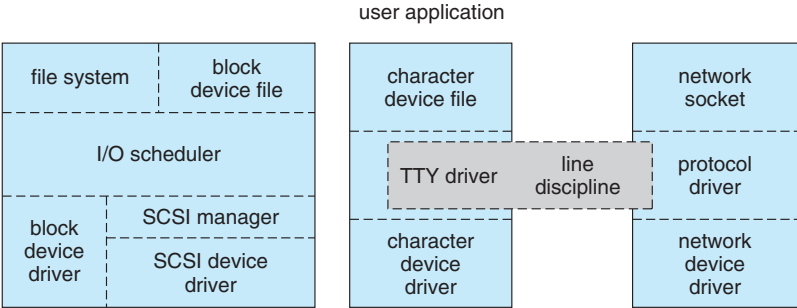 user application
file system
block
device file
I/O scheduler
block
device
driver
SCSI manager
SCSI device
driver
character
device file
TTY driver
line
discipline
character
device
driver
network
socket
protocol
driver
network
device
driver